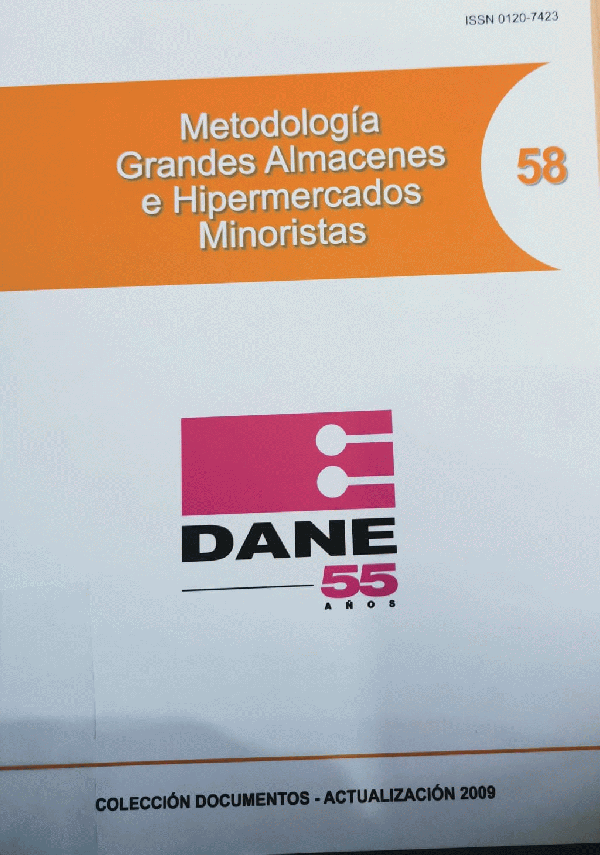 ISSN 0120-7423
Metodología
Grandes Almacenes
e Hipermercados
Minoristas
58
DANE
55
AÑOS
COLECCIÓN DOCUMENTOS - ACTUALIZACIÓN 2009